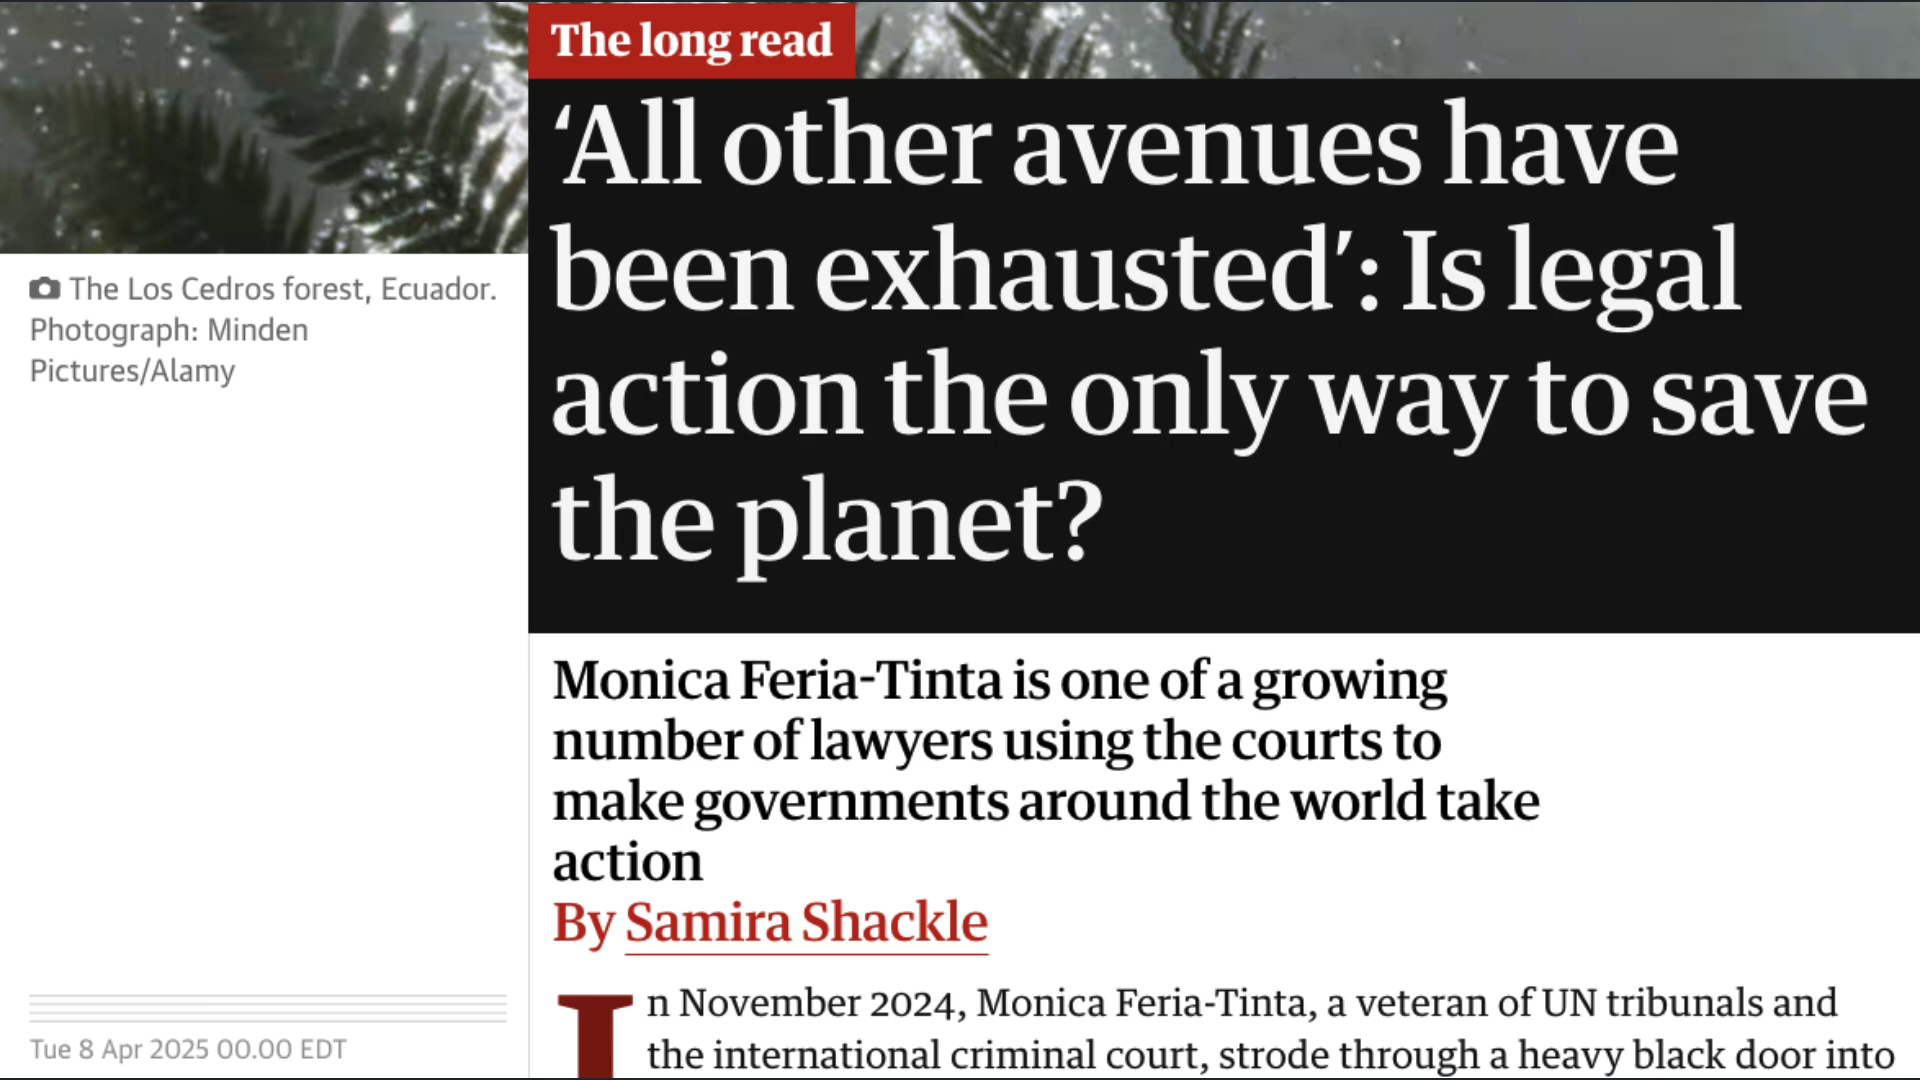 The long read
‘All other avenues have
been exhausted’: Is legal
action the only way to save
the planet?
The Los Cedros forest, Ecuador.
Photograph: Minden
Pictures/Alamy
Monica Feria-Tinta is one of a growing
number of lawyers using the courts to
make governments around the world take
action
By Samira Shackle
Tue 8 Apr 2025 00.00 EDT
In November 2024, Monica Feria-Tinta, a veteran of UN tribunals and
the international criminal court, strode through a heavy black door into